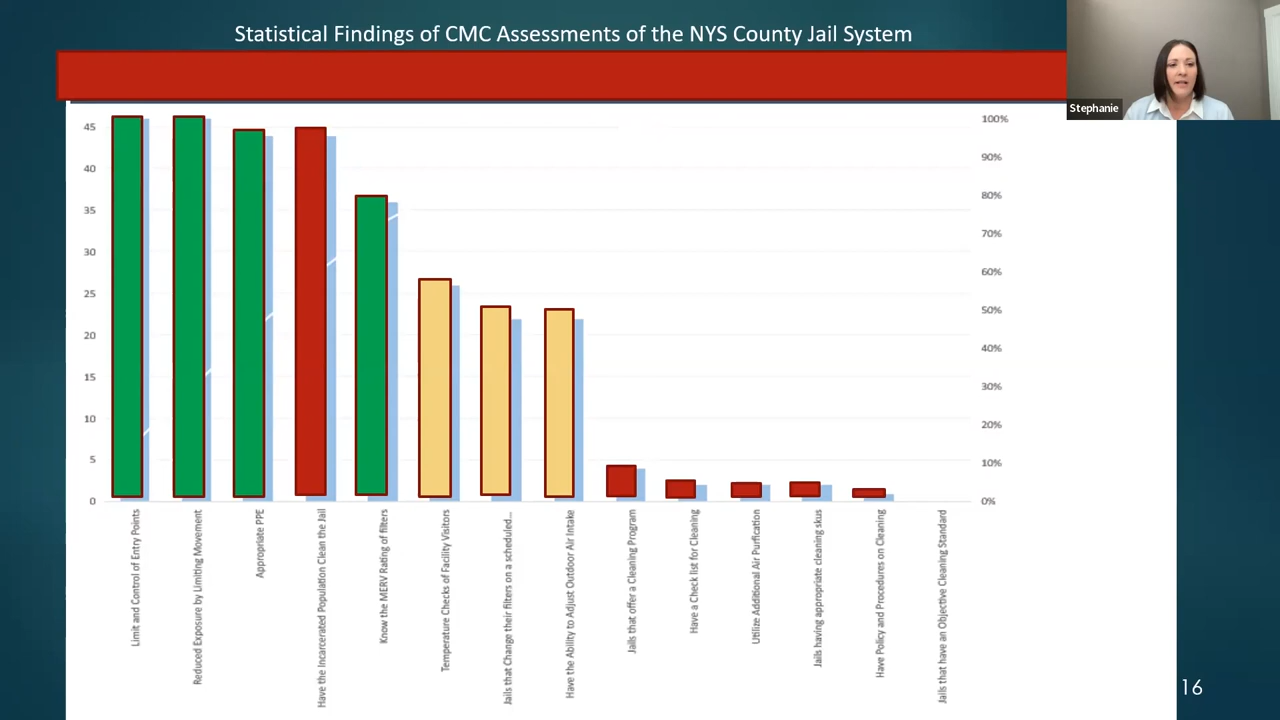 Statistical Findings of CMC Assessments of the NYS County Jail System
Stephanie
45
40
35
30
25
20
15
10
5
0
100%
90%
80%
70%
60%
50%
40%
30%
20%
10%
0%
Limit and Control of Entry Points
Reduced Exposure by Limiting Movement
Appropriate PPE
Have the Incarcerated Population Clean the Jail
Know the MERV Rating of filters
Temperature Checks of Facility Visitors
Jails that Change their filters on a scheduled...
Have the Ability to Adjust Outdoor Air Intake
Jails that offer a Cleaning Program
Have a Check list for Cleaning
Utilize Additional Air Purfication
Jails having appropriate cleaning skus
Have Policy and Procedures on Cleaning
Jails that have an Objective Cleaning Standard
16